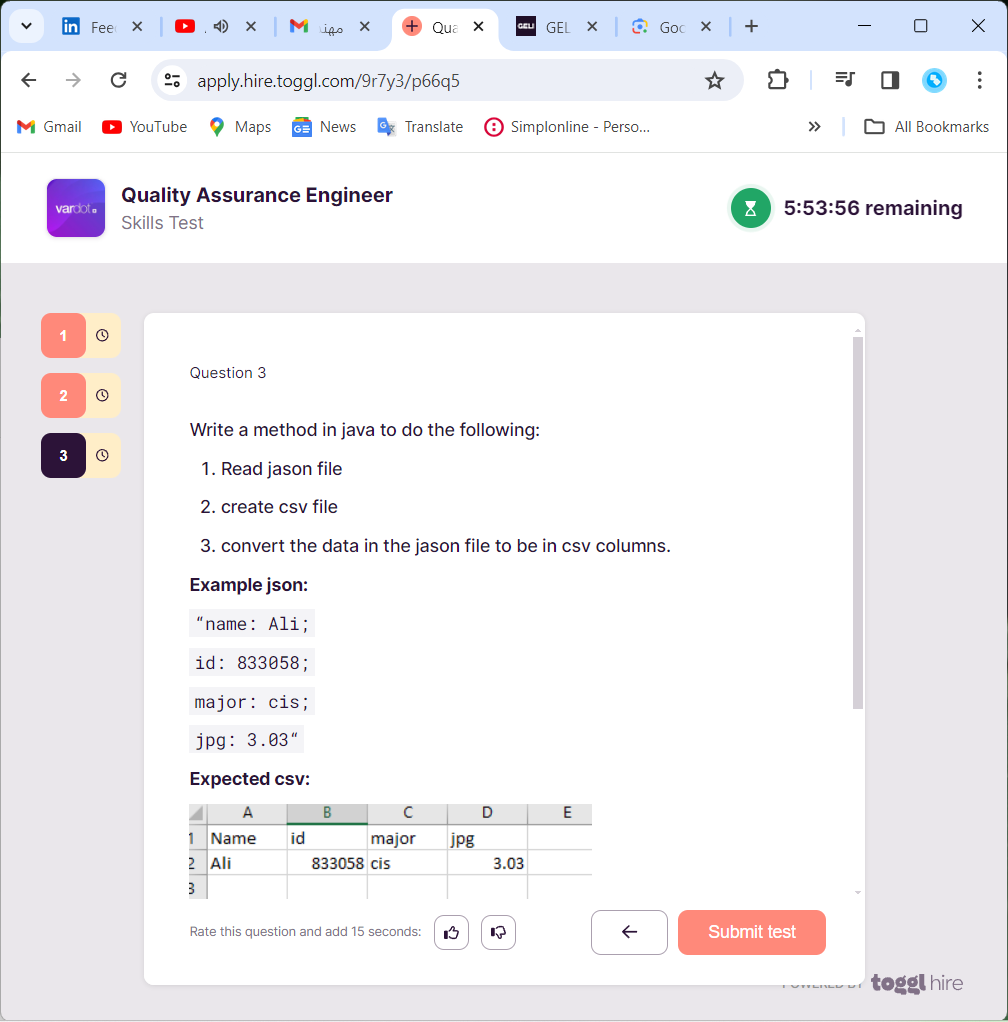 in Fee
.
مهند
Qua
GELI GEL
Goo
apply.hire.toggl.com/9r7y3/p66q5
Gmail YouTube Maps News Translate Simplonline - Perso... All Bookmarks
vardot
Quality Assurance Engineer
Skills Test
5:53:56 remaining
1
2
3
Question 3
Write a method in java to do the following:
1. Read jason file
2. create csv file
3. convert the data in the jason file to be in csv columns.
Example json:
“name: Ali;
id: 833058;
major: cis;
jpg: 3.03“
Expected csv:
A B C D E
1 Name id major jpg
2 Ali 833058 cis 3.03
3
Rate this question and add 15 seconds:
Submit test
POWERED BY toggl hire